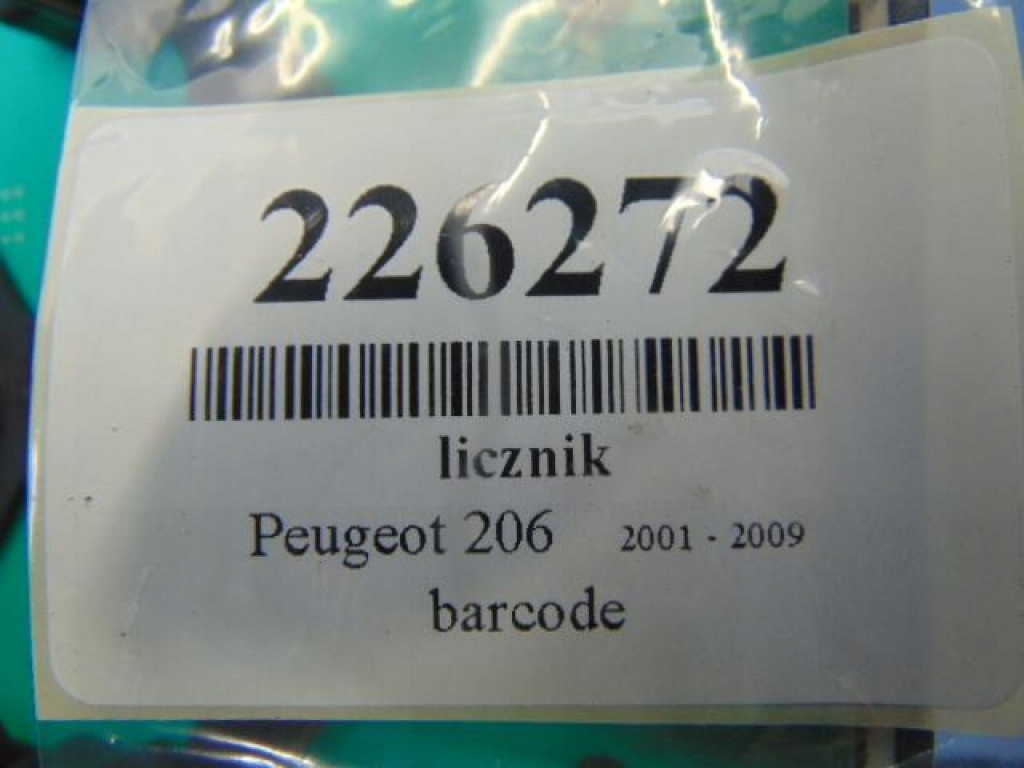 226272
licznik
Peugeot 206 2001 - 2009
barcode